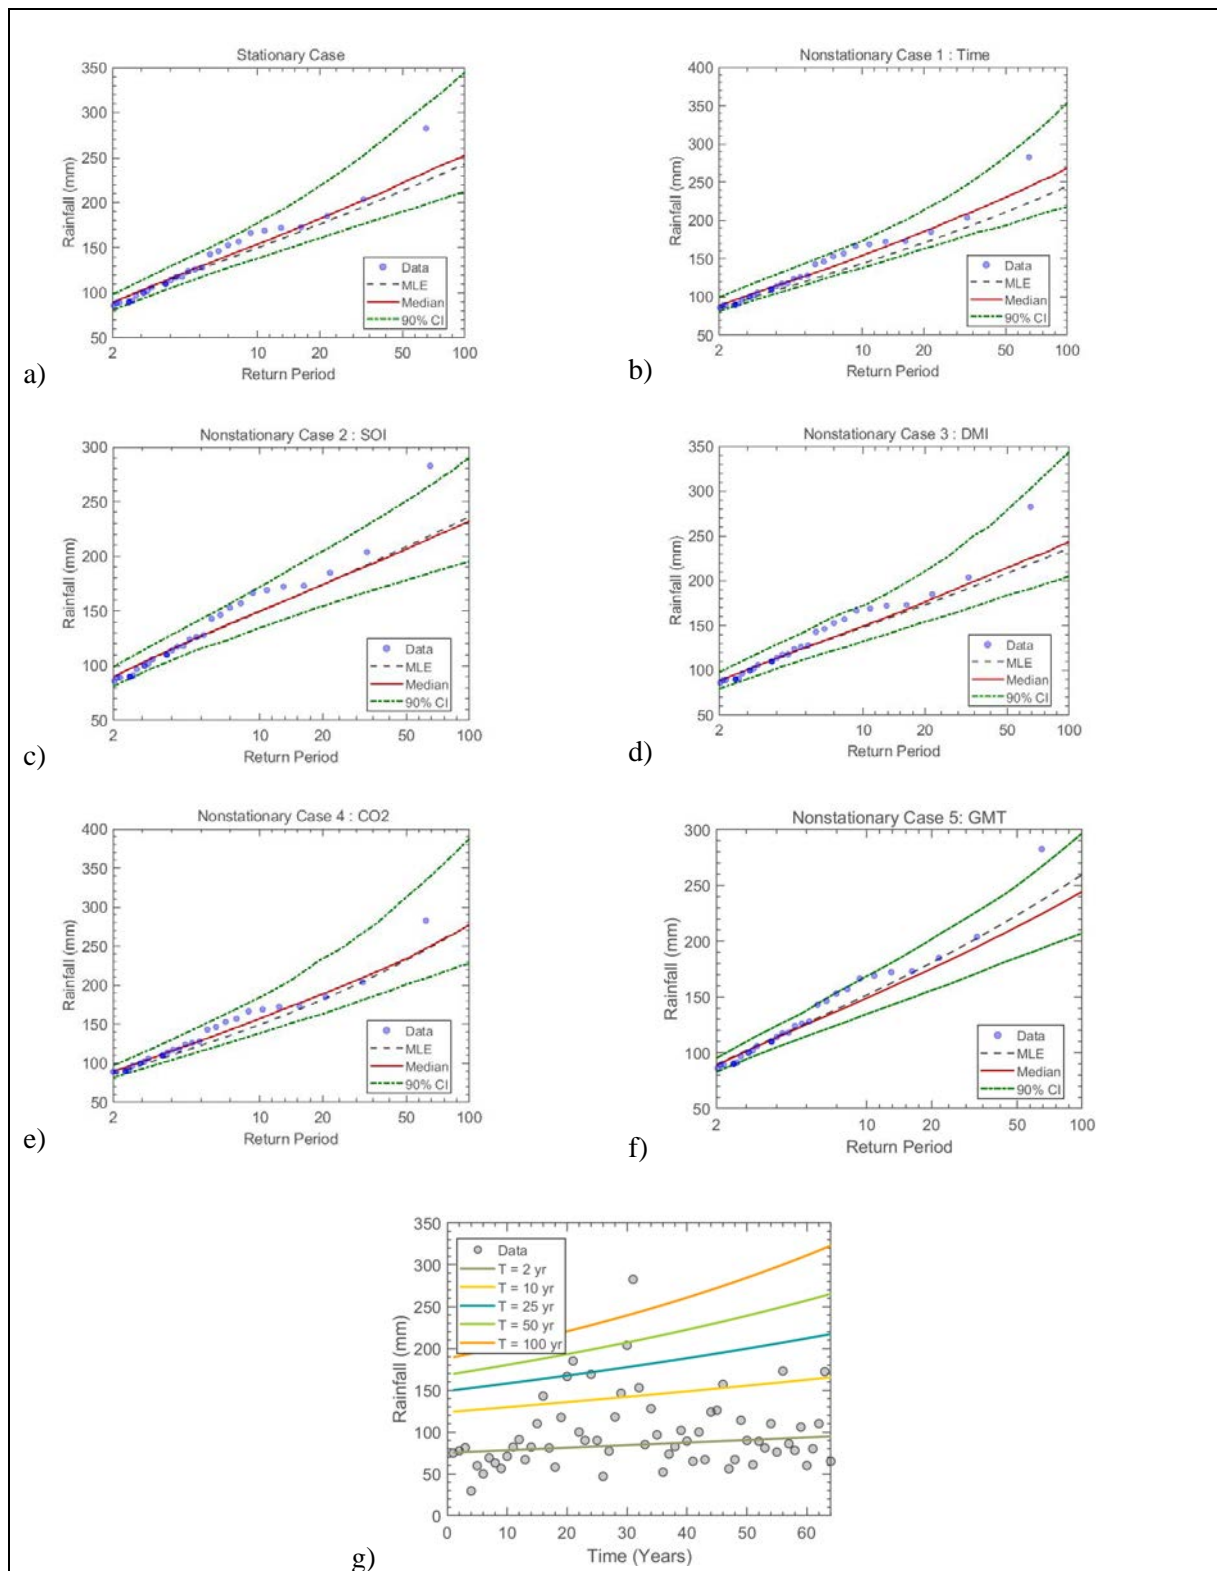 Stationary Case
350
300
250
200
150
100
50
Rainfall (mm)
Data
MLE
Median
90% CI
2
10
20
50
100
Return Period
a)
Nonstationary Case 1 : Time
400
350
300
250
200
150
100
50
Rainfall (mm)
Data
MLE
Median
90% CI
2
10
20
50
100
Return Period
b)
Nonstationary Case 2 : SOI
300
250
200
150
100
50
Rainfall (mm)
Data
MLE
Median
90% CI
2
10
20
50
100
Return Period
c)
Nonstationary Case 3 : DMI
350
300
250
200
150
100
50
Rainfall (mm)
Data
MLE
Median
90% CI
2
10
20
50
100
Return Period
d)
Nonstationary Case 4 : CO2
400
350
300
250
200
150
100
50
Rainfall (mm)
Data
MLE
Median
90% CI
2
10
20
50
100
Return Period
e)
Nonstationary Case 5: GMT
300
250
200
150
100
50
Rainfall (mm)
Data
MLE
Median
90% CI
2
10
20
50
100
Return Period
f)
350
300
250
200
150
100
50
0
Rainfall (mm)
Data
T = 2 yr
T = 10 yr
T = 25 yr
T = 50 yr
T = 100 yr
0
10
20
30
40
50
60
Time (Years)
g)